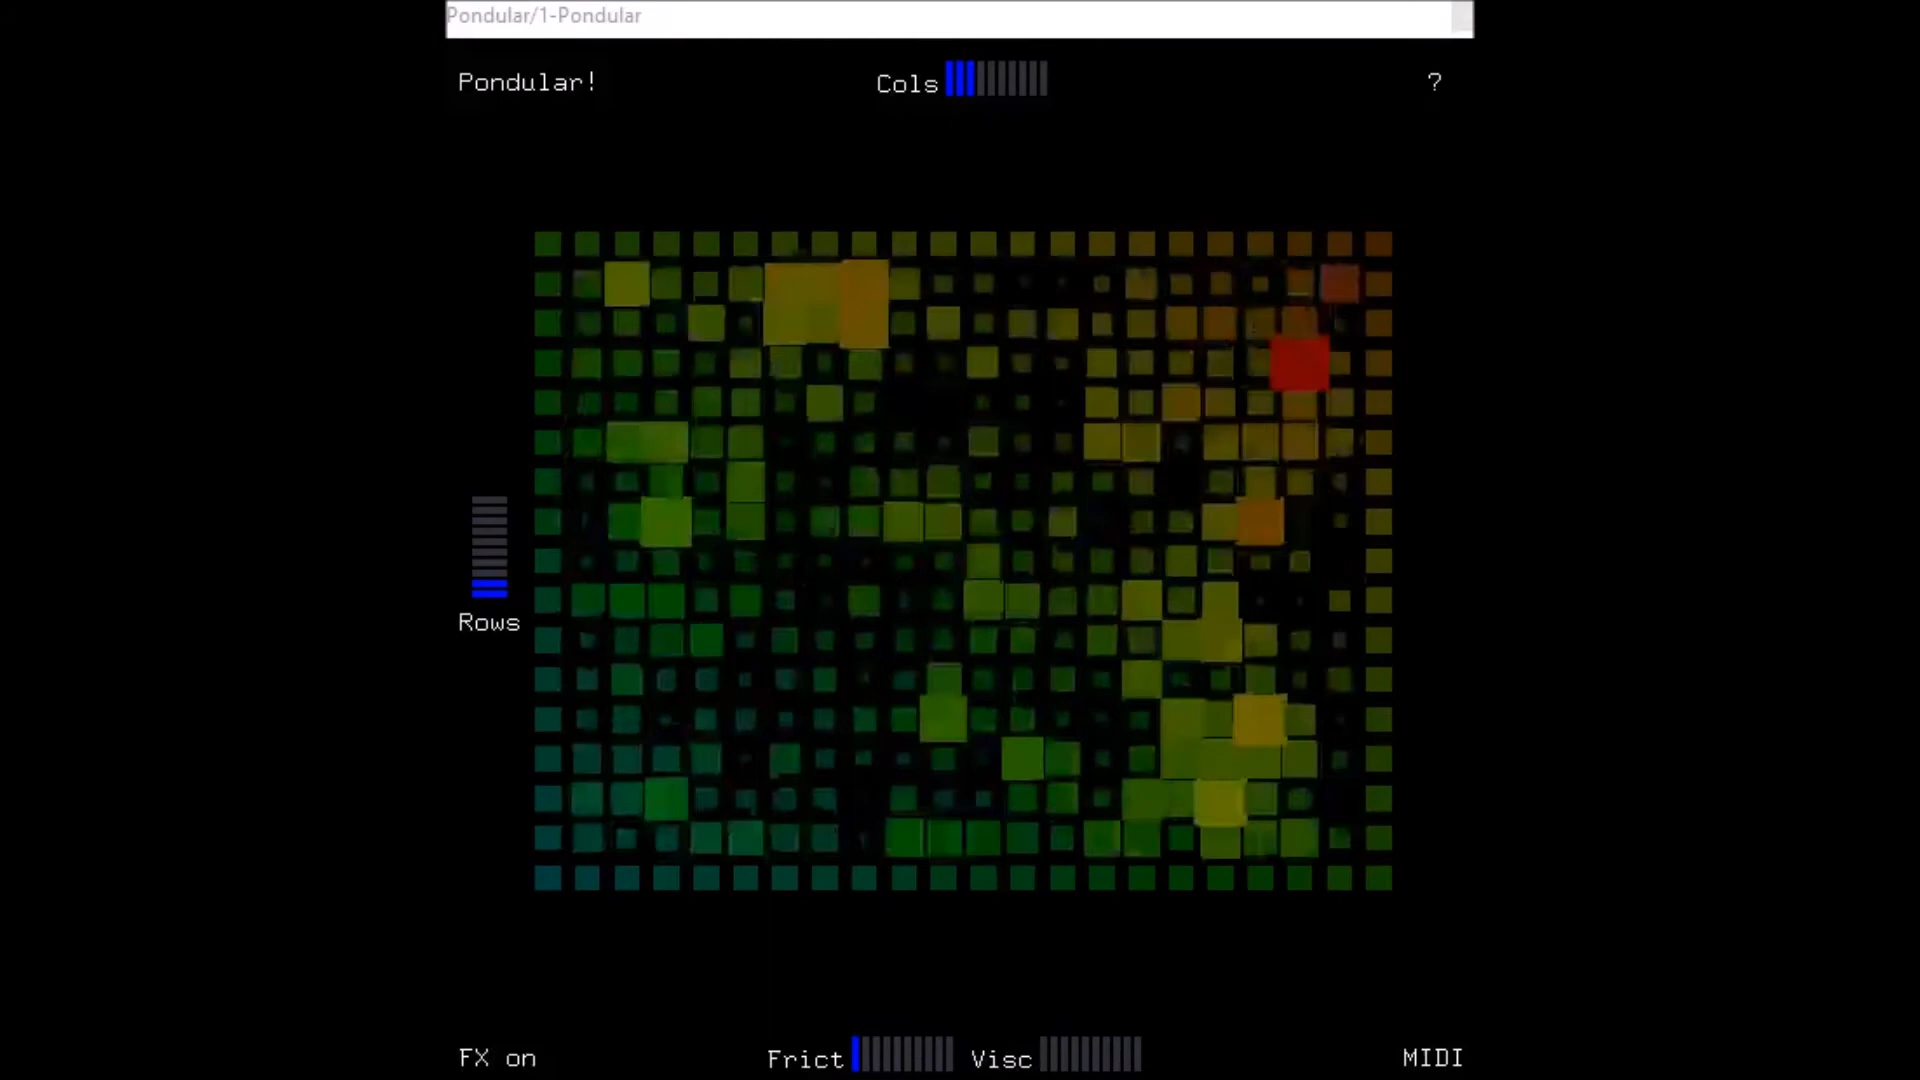 Pondular/1-Pondular
Pondular!
Cols
?
Rows
FX on
Frict
Visc
MIDI